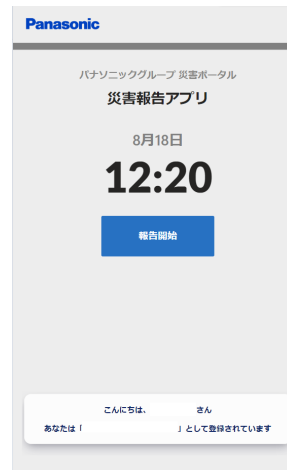 Panasonic
パナソニックグループ 災害ポータル
災害報告アプリ
8月18日
12:20
報告開始
こんにちは、 さん
あなたは「 」として登録されています